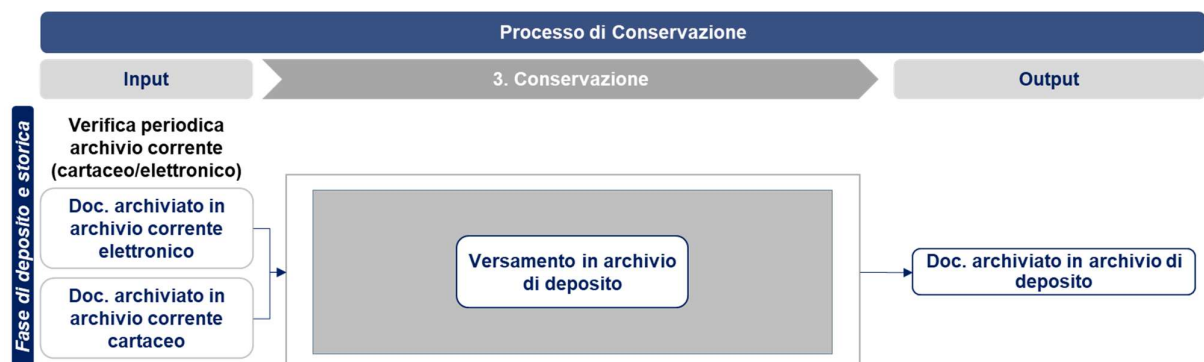 Processo di Conservazione
Input
3. Conservazione
Output
Fase di deposito e storica
Verifica periodica
archivio corrente
(cartaceo/elettronico)
Doc. archiviato in
archivio corrente
elettronico
Doc. archiviato in
archivio corrente
cartaceo
Versamento in archivio
di deposito
Doc. archiviato in archivio di
deposito